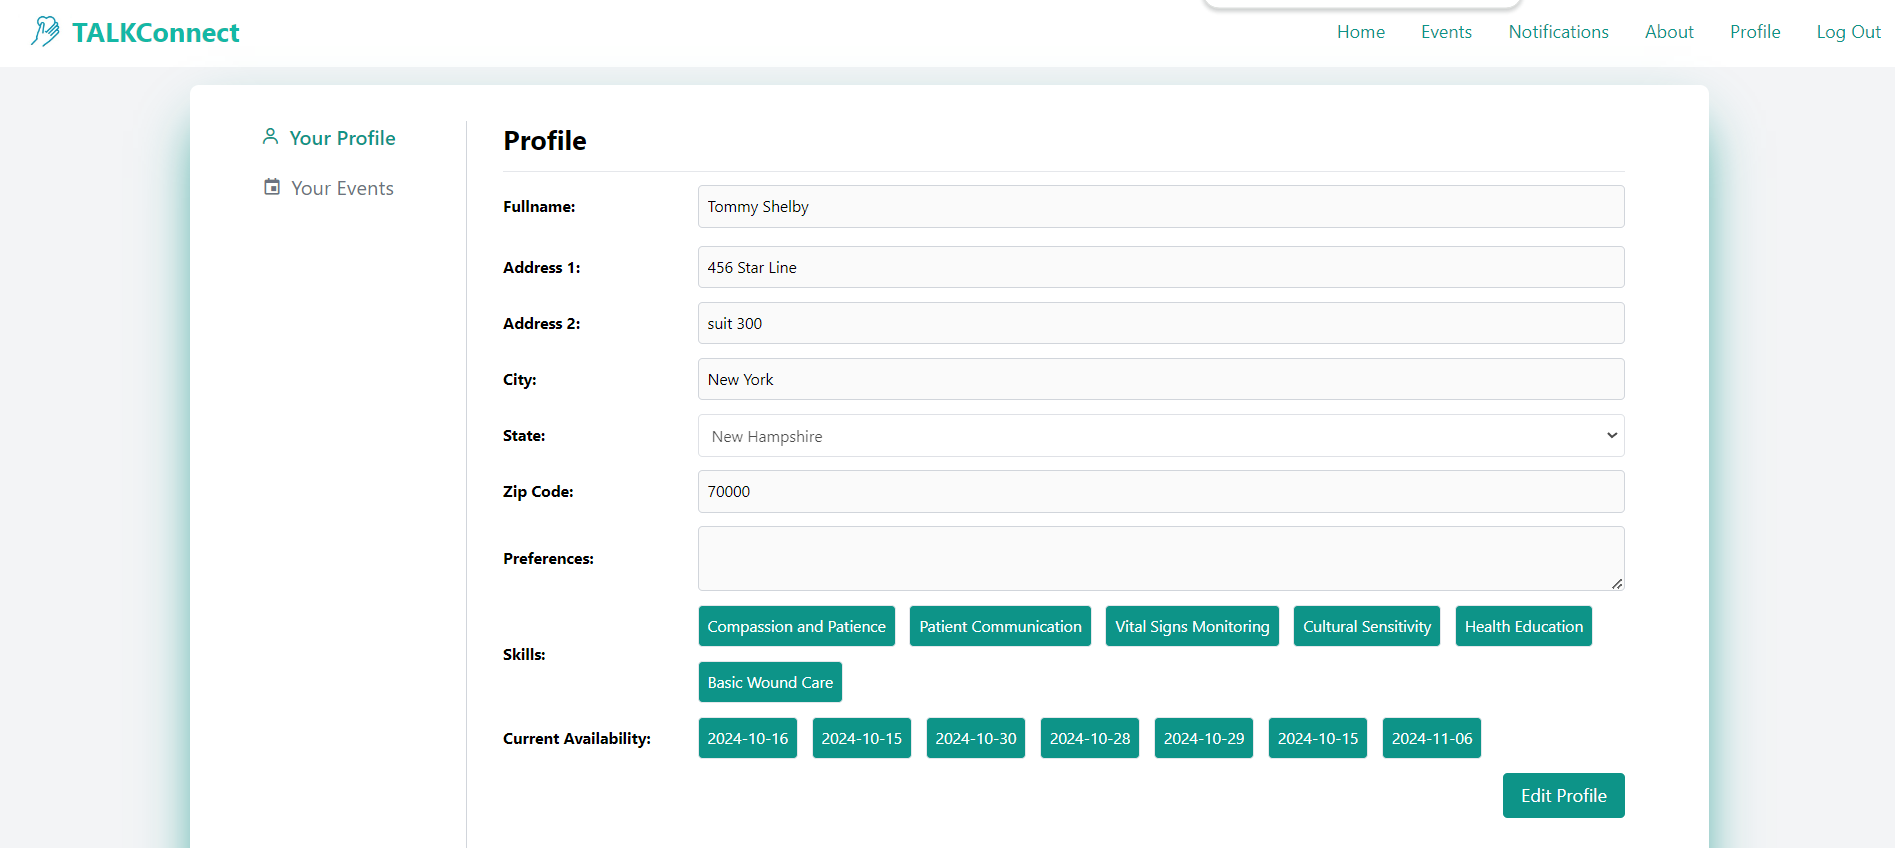 TALKConnect
Home Events Notifications About Profile Log Out
Your Profile
Your Events
Profile
Fullname: Tommy Shelby
Address 1: 456 Star Line
Address 2: suit 300
City: New York
State: New Hampshire
Zip Code: 70000
Preferences:
Skills:
Compassion and Patience Patient Communication Vital Signs Monitoring Cultural Sensitivity Health Education
Basic Wound Care
Current Availability: 2024-10-16 2024-10-15 2024-10-30 2024-10-28 2024-10-29 2024-10-15 2024-11-06
Edit Profile